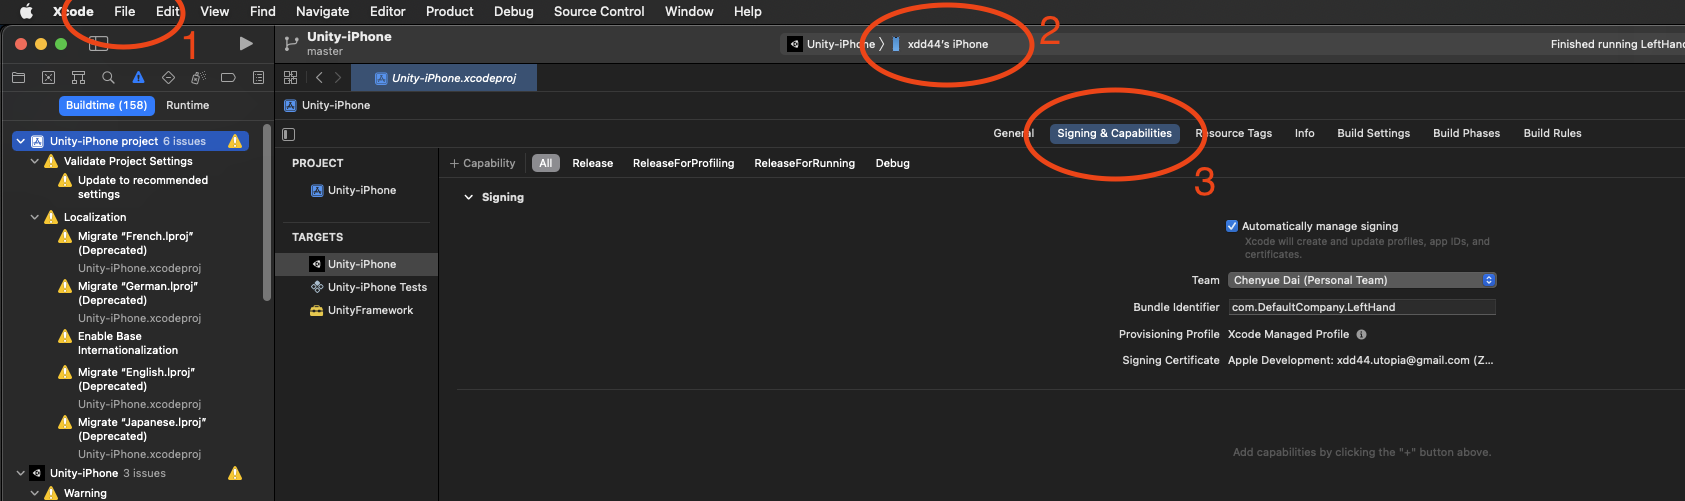 Xcode File Edit View Find Navigate Editor Product Debug Source Control Window Help
1
2
Unity-iPhone
master
Unity-iPhone 〉 xdd44's iPhone
Finished running LeftHand
Unity-iPhone.xcodeproj
Buildtime (158) Runtime
Unity-iPhone
Unity-iPhone project 6 issues
Validate Project Settings
Update to recommended
settings
Localization
Migrate “French.lproj”
(Deprecated)
Unity-iPhone.xcodeproj
Migrate “German.lproj”
(Deprecated)
Unity-iPhone.xcodeproj
Enable Base
Internationalization
Migrate “English.lproj”
(Deprecated)
Unity-iPhone.xcodeproj
Migrate “Japanese.lproj”
(Deprecated)
Unity-iPhone.xcodeproj
Unity-iPhone 3 issues
Warning
PROJECT
Unity-iPhone
TARGETS
Unity-iPhone
Unity-iPhone Tests
UnityFramework
General Signing & Capabilities Resource Tags Info Build Settings Build Phases Build Rules
3
+ Capability All Release ReleaseForProfiling ReleaseForRunning Debug
Signing
Automatically manage signing
Xcode will create and update profiles, app IDs, and
certificates.
Team Chenyue Dai (Personal Team)
Bundle Identifier com.DefaultCompany.LeftHand
Provisioning Profile Xcode Managed Profile
Signing Certificate Apple Development: xdd44.utopia@gmail.com (Z...
Add capabilities by clicking the "+" button above.